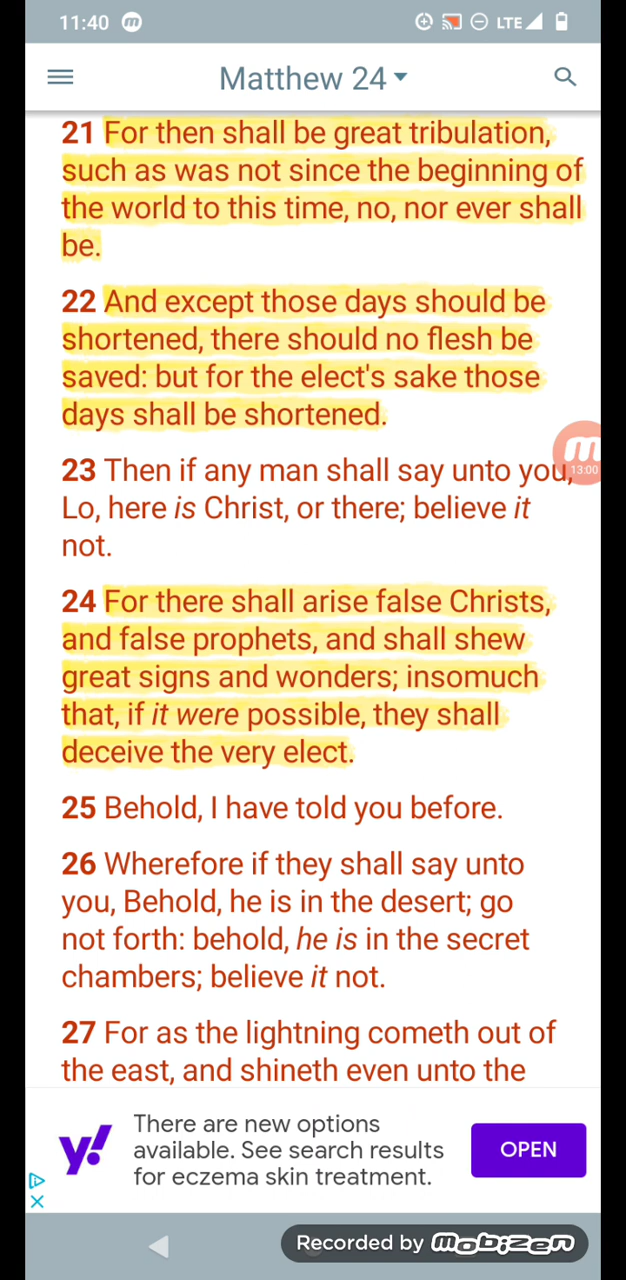 11:40 m LTE
Matthew 24
21 For then shall be great tribulation,
such as was not since the beginning of
the world to this time, no, nor ever shall
be.
22 And except those days should be
shortened, there should no flesh be
saved: but for the elect's sake those
days shall be shortened.
m
13:00
23 Then if any man shall say unto you,
Lo, here is Christ, or there; believe it
not.
24 For there shall arise false Christs,
and false prophets, and shall shew
great signs and wonders; insomuch
that, if it were possible, they shall
deceive the very elect.
25 Behold, I have told you before.
26 Wherefore if they shall say unto
you, Behold, he is in the desert; go
not forth: behold, he is in the secret
chambers; believe it not.
27 For as the lightning cometh out of
the east, and shineth even unto the
y!
There are new options
available. See search results
for eczema skin treatment.
OPEN
Recorded by mobizen